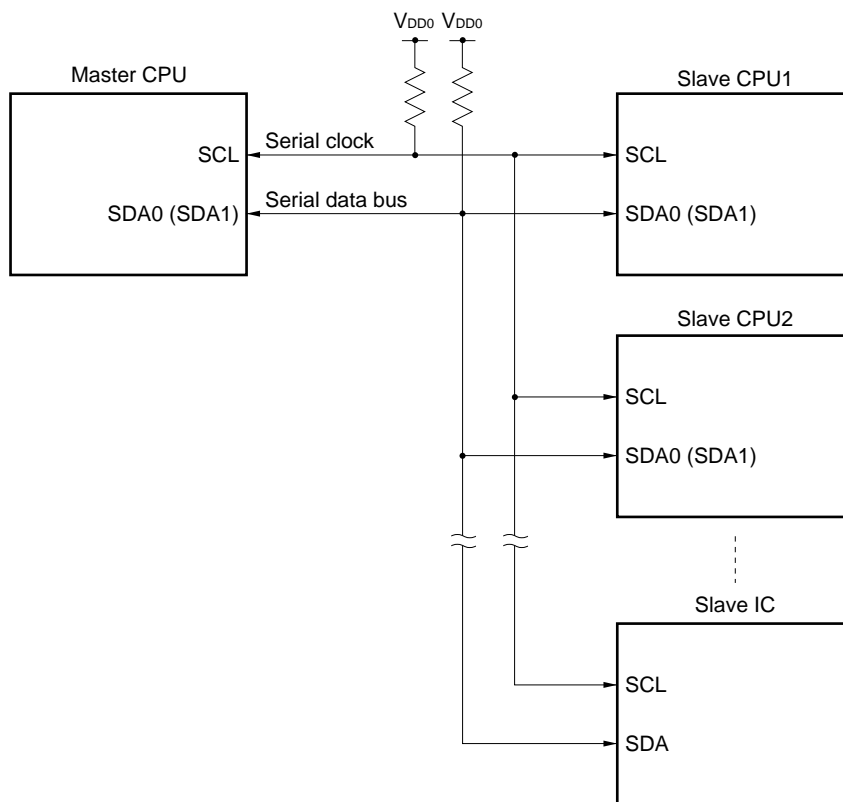 VDD0 VDD0
Master CPU
Slave CPU1
SCL
Serial clock
SCL
SDA0 (SDA1)
Serial data bus
SDA0 (SDA1)
Slave CPU2
SCL
SDA0 (SDA1)
Slave IC
SCL
SDA